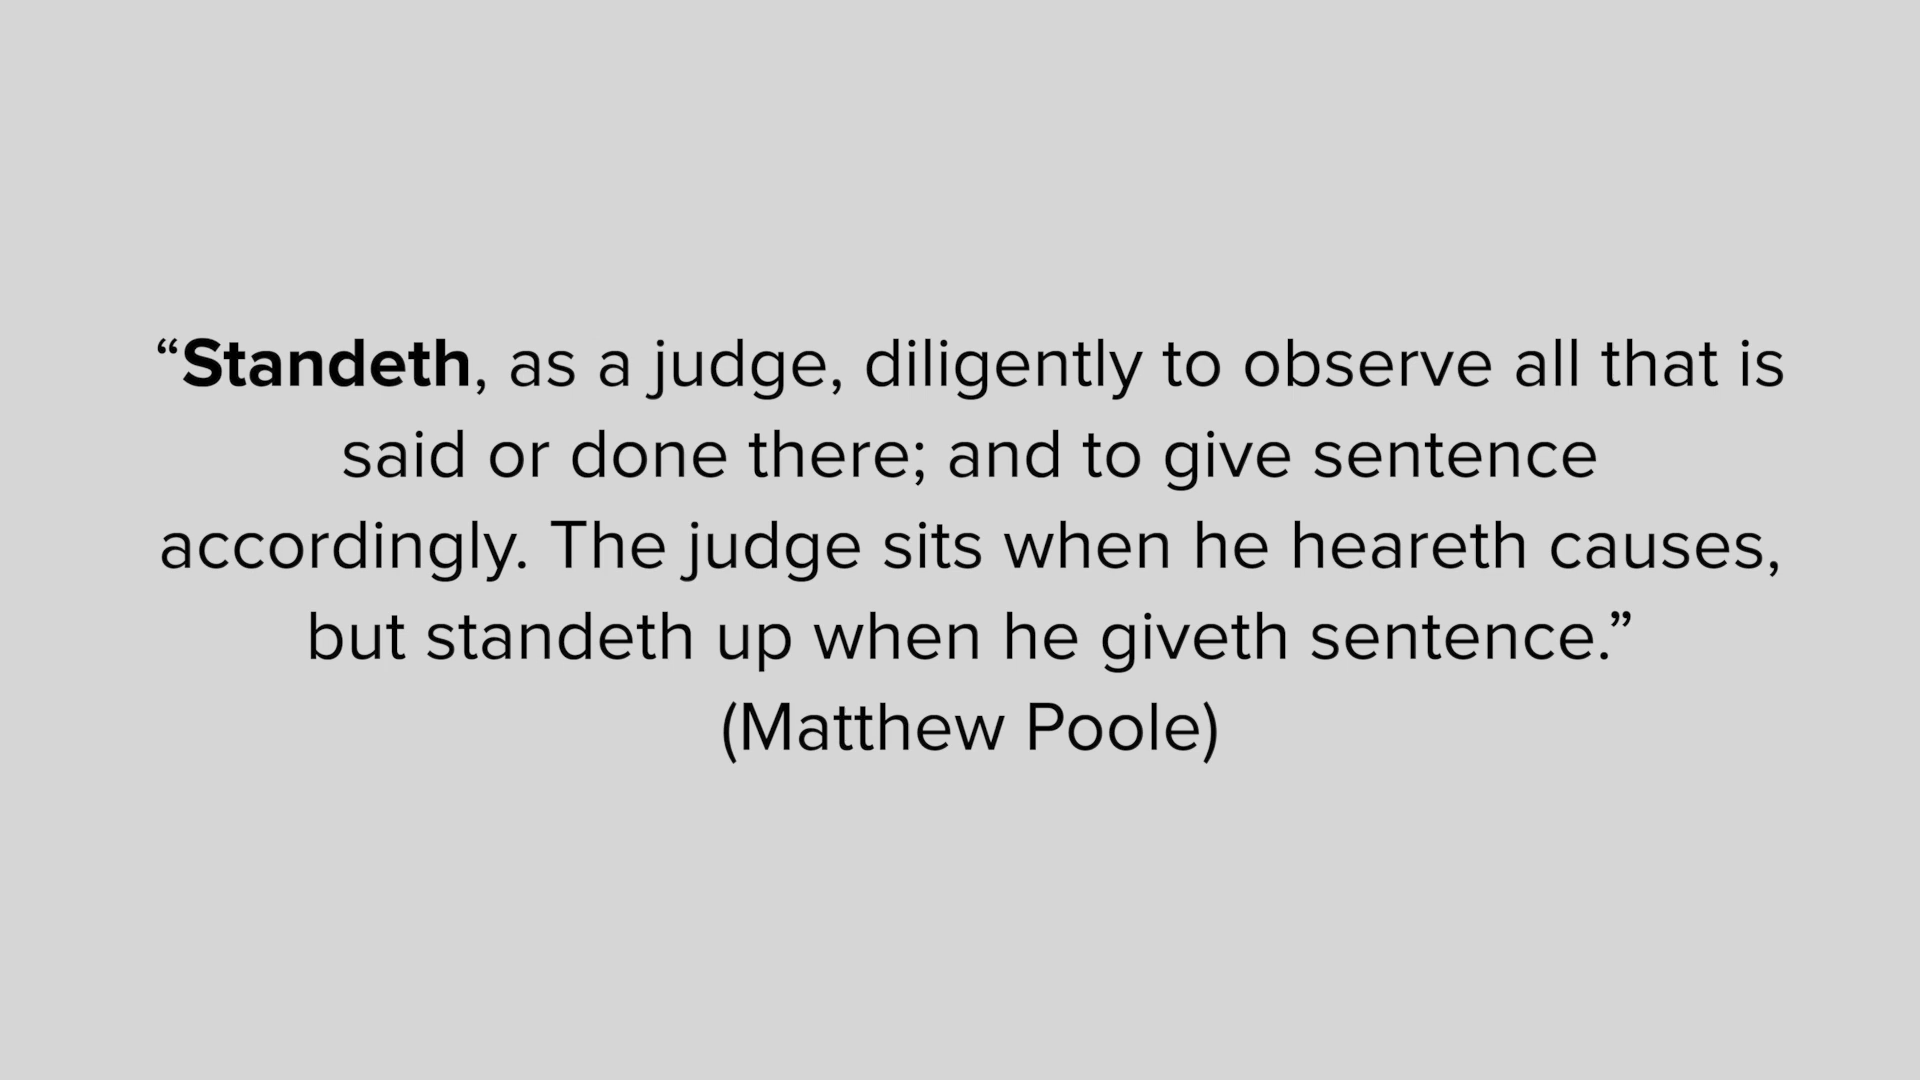 “Standeth, as a judge, diligently to observe all that is
said or done there; and to give sentence
accordingly. The judge sits when he heareth causes,
but standeth up when he giveth sentence.”
(Matthew Poole)